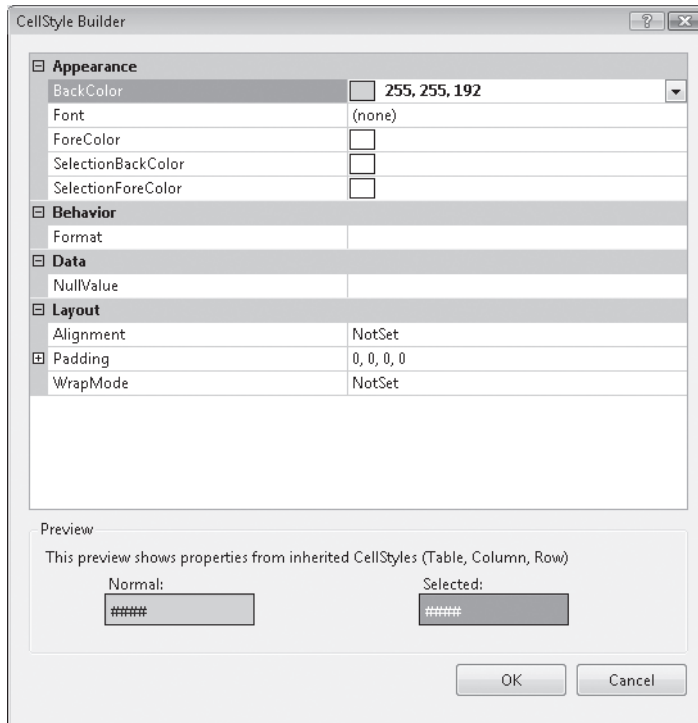 CellStyle Builder
Appearance
BackColor 255, 255, 192
Font (none)
ForeColor
SelectionBackColor
SelectionForeColor
Behavior
Format
Data
NullValue
Layout
Alignment NotSet
Padding 0, 0, 0, 0
WrapMode NotSet
Preview
This preview shows properties from inherited CellStyles (Table, Column, Row)
Normal: Selected:
#### ####
OK Cancel